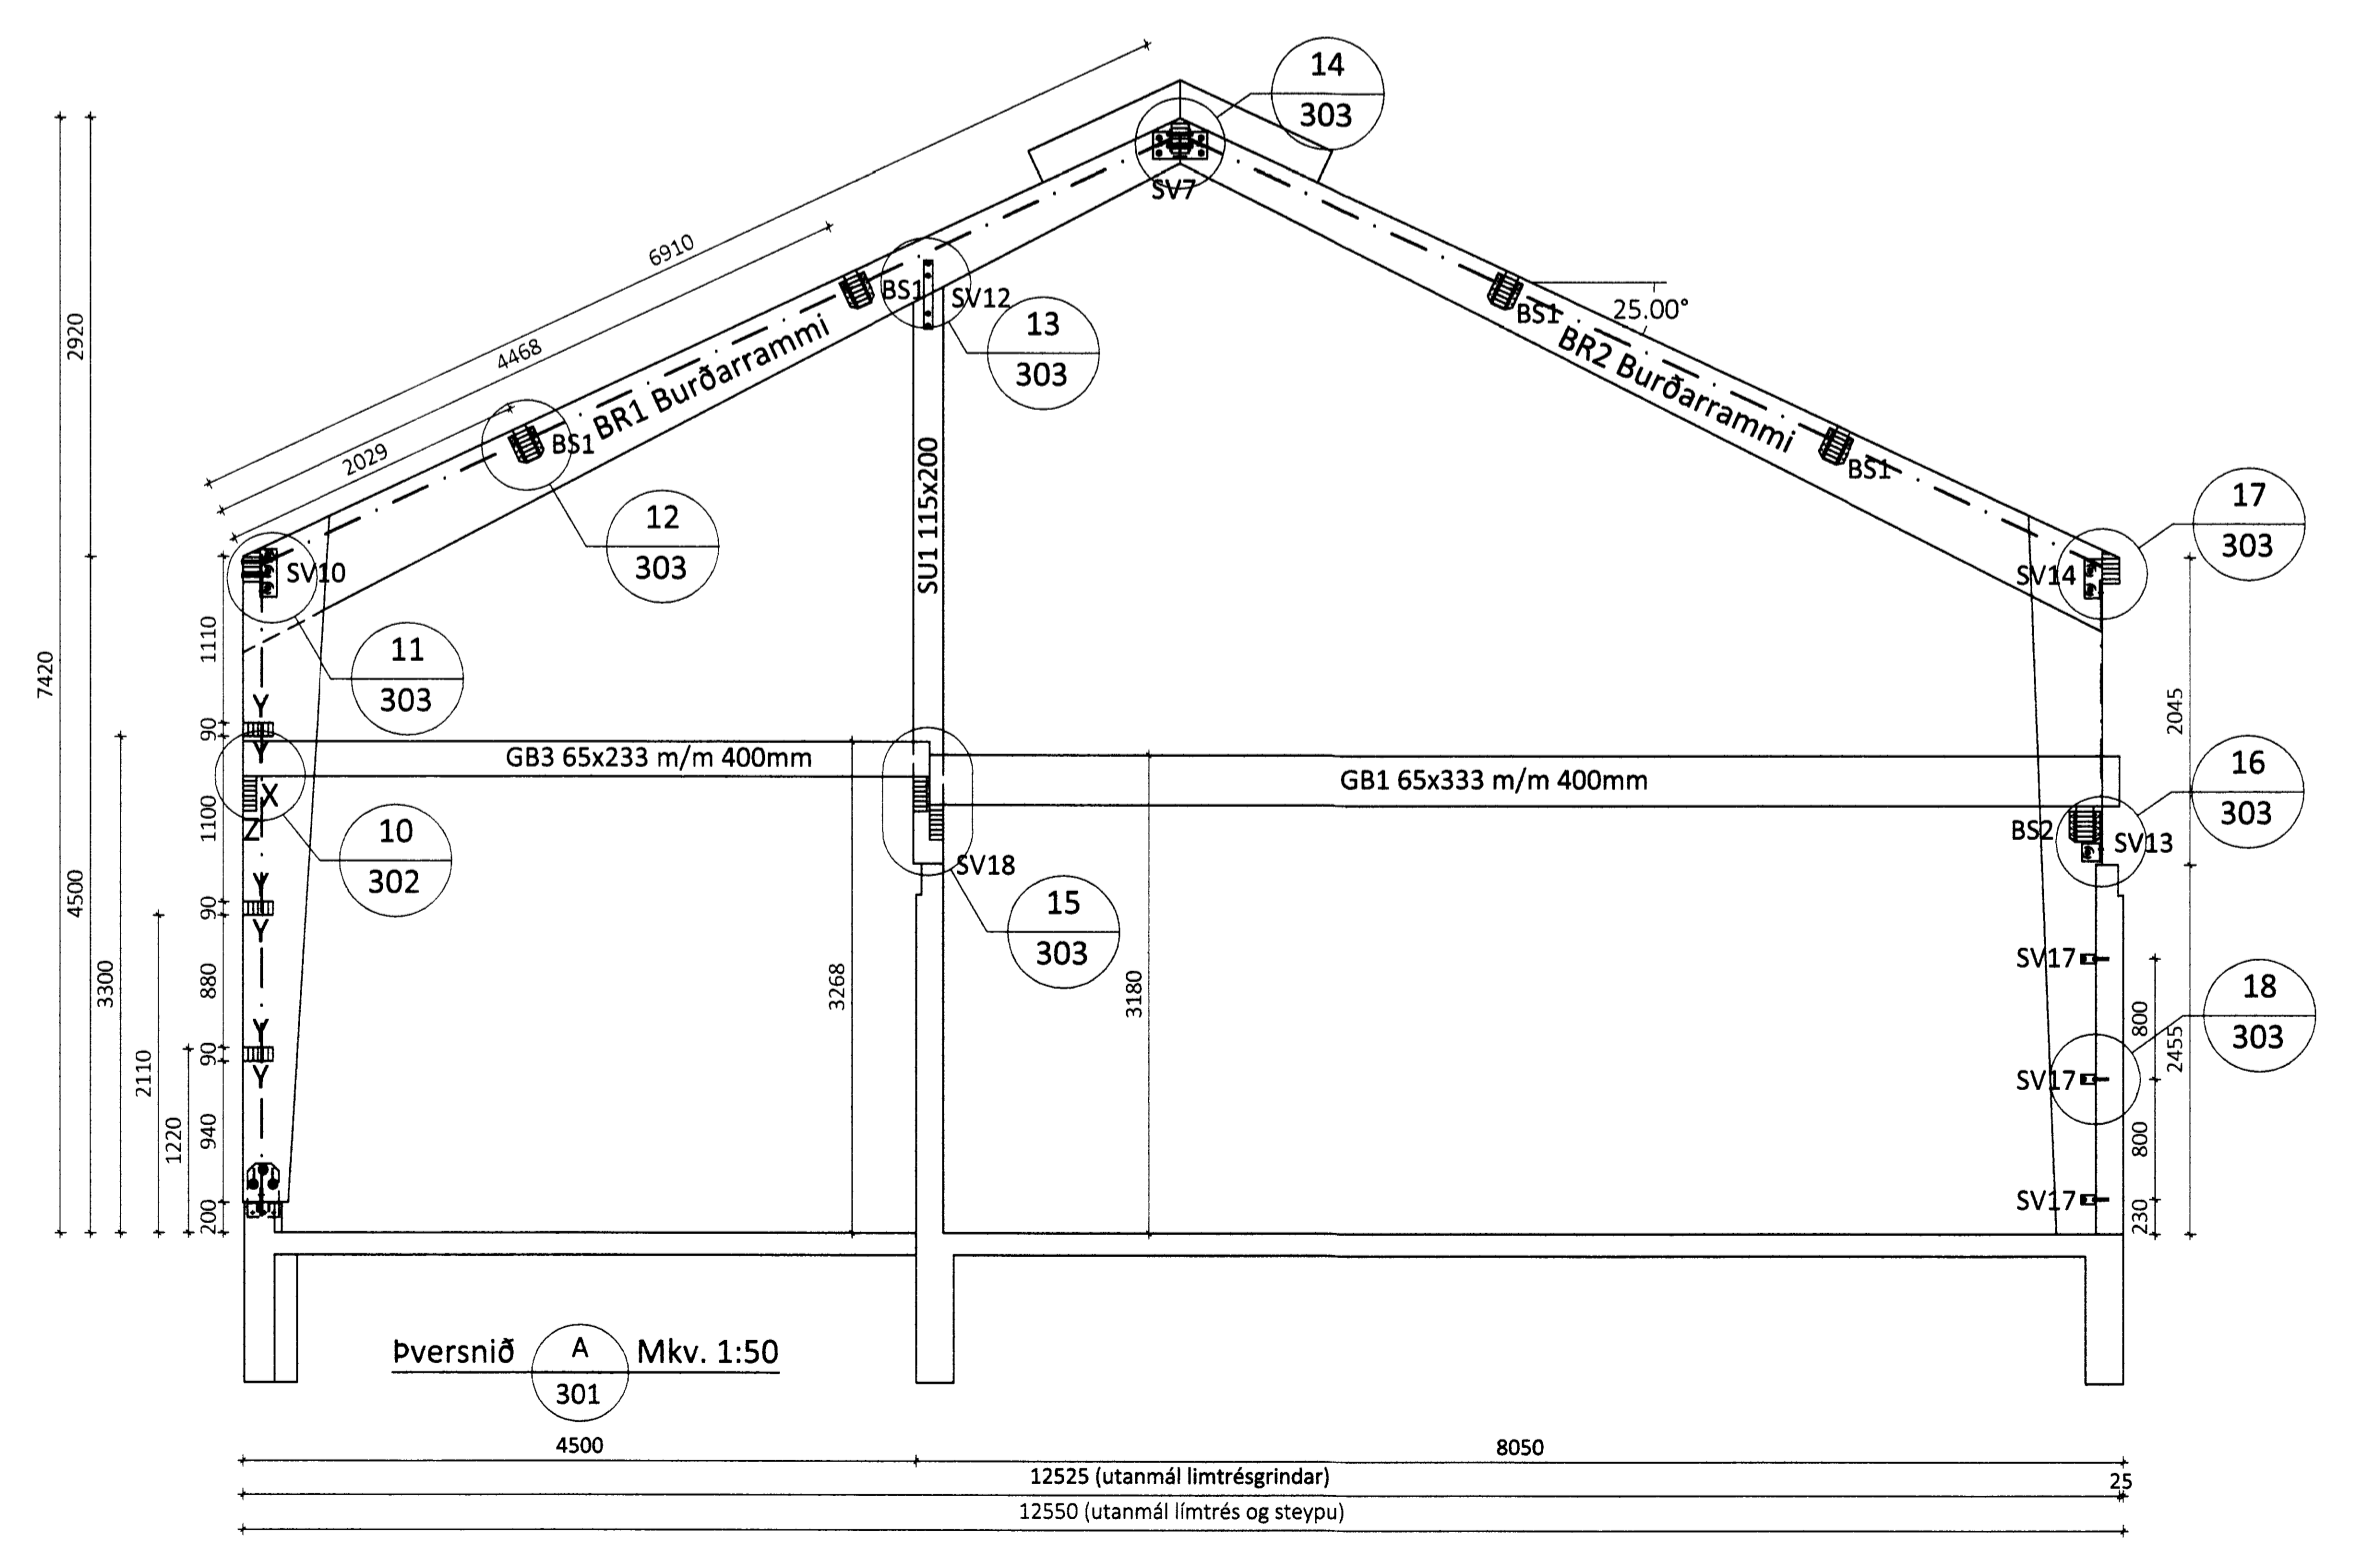 14
303
SV7
6910
BS1
SV12
13
303
BS1
25.00°
2920
4468
BR1 Burðarrammi
BR2 Burðarrammi
2029
BS1
BS1
SU1 115x200
12
303
17
303
SV10
SV14
1110
11
303
7420
Y
90
Y
2045
GB3 65x233 m/m 400mm
GB1 65x333 m/m 400mm
16
303
X
1100
Z
10
302
BS2
SV13
SV18
4500
Y
90
Y
15
303
SV17
3300
880
3268
3180
18
303
800
2455
Y
90
Y
SV17
2110
1220
940
800
SV17
200
230
Þversnið
A
301
Mkv. 1:50
4500
8050
12525 (utanmál limtrésgrindar)
25
12550 (utanmál límtrés og steypu)